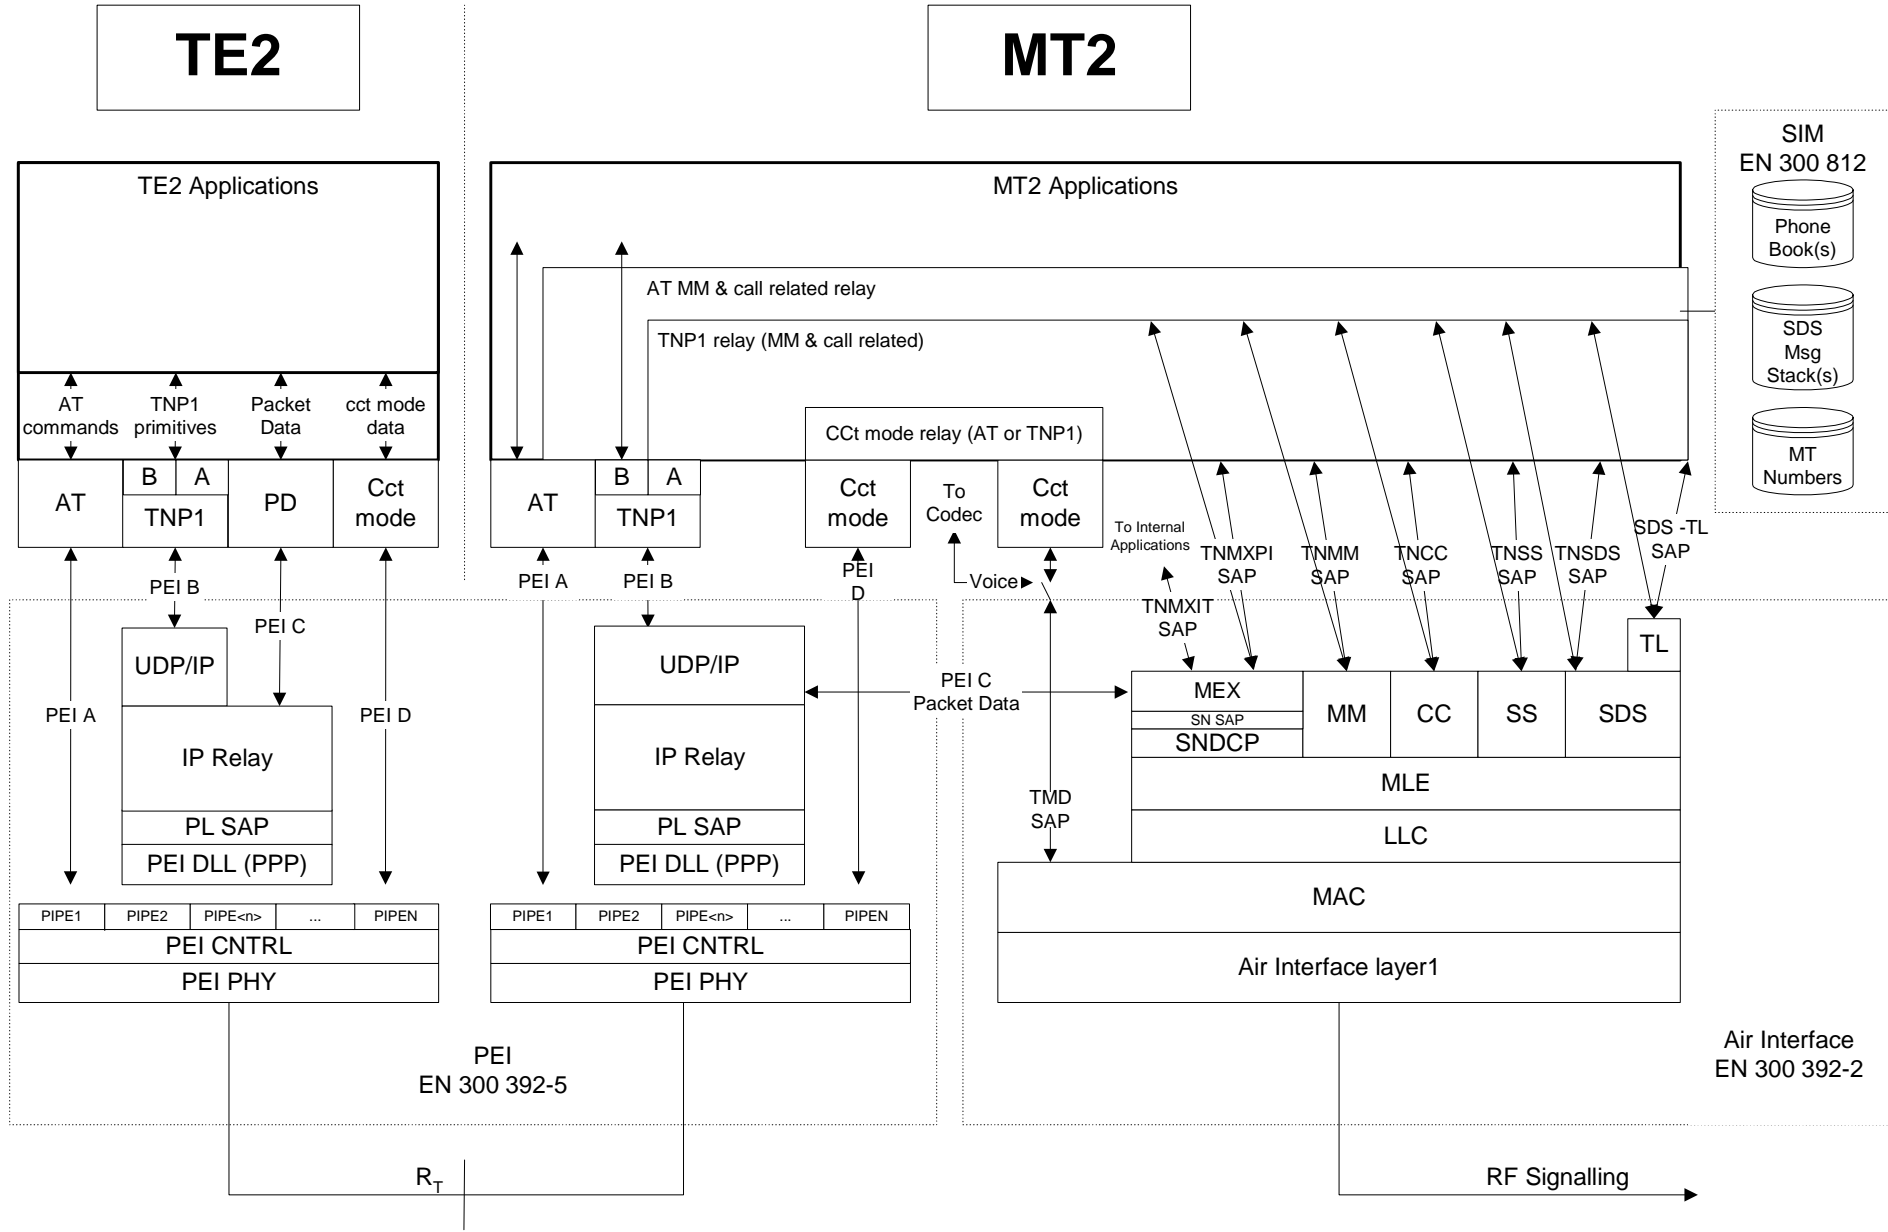 TE2
MT2
SIM
EN 300 812
Phone
Book(s)
SDS
Msg
Stack(s)
MT
Numbers
TE2 Applications
AT
commands
TNP1
primitives
Packet
Data
cct mode
data
AT
B
A
TNP1
PD
Cct
mode
MT2 Applications
AT MM & call related relay
TNP1 relay (MM & call related)
CCt mode relay (AT or TNP1)
AT
B
A
TNP1
Cct
mode
To
Codec
Cct
mode
Voice
To Internal
Applications
TNMXIT
SAP
TNMXPI
SAP
TNMM
SAP
TNCC
SAP
TNSS
SAP
TNSDS
SAP
SDS -TL
SAP
PEI A
PEI B
PEI C
PEI D
UDP/IP
IP Relay
PL SAP
PEI DLL (PPP)
PIPE1
PIPE2
PIPE<n>
...
PIPEN
PEI CNTRL
PEI PHY
PEI A
PEI B
PEI
D
UDP/IP
IP Relay
PL SAP
PEI DLL (PPP)
PIPE1
PIPE2
PIPE<n>
...
PIPEN
PEI CNTRL
PEI PHY
PEI C
Packet Data
TMD
SAP
TL
MEX
SN SAP
SNDCP
MM
CC
SS
SDS
MLE
LLC
MAC
Air Interface layer1
PEI
EN 300 392-5
Air Interface
EN 300 392-2
RT
RF Signalling